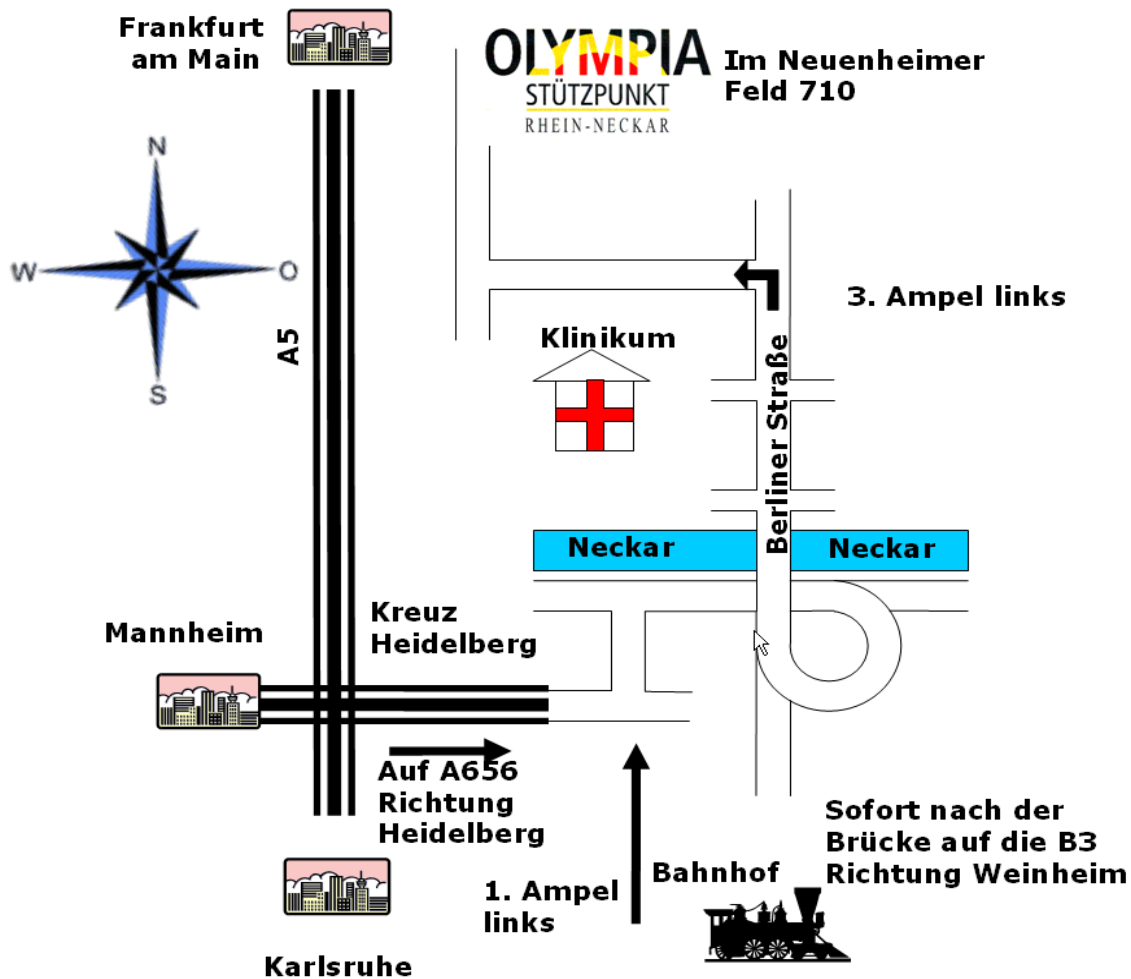 Frankfurt
am Main
OLYMPIA
STÜTZPUNKT
RHEIN-NECKAR
Im Neuenheimer
Feld 710
N
W
O
S
A5
3. Ampel links
Klinikum
Berliner Straße
Neckar
Neckar
Kreuz
Heidelberg
Mannheim
Auf A656
Richtung
Heidelberg
Sofort nach der
Brücke auf die B3
Richtung Weinheim
1. Ampel
links
Bahnhof
Karlsruhe